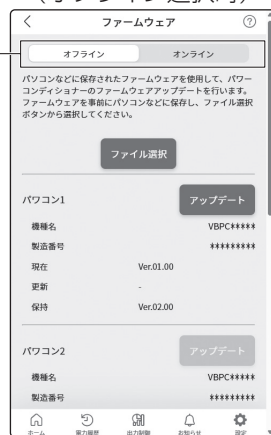 (オフライン選択時)
ファームウェア
?
オフライン オンライン
パソコンなどに保存されたファームウェアを使用して、パワー
コンディショナーのファームウェアアップデートを行います。
ファームウェアを事前にパソコンなどに保存し、ファイル選択
ボタンから選択してください。
ファイル選択
パワコン1 アップデート
機種名 VBPC*****
製造番号 *********
現在 Ver.01.00
更新 -
保持 Ver.02.00
パワコン2 アップデート
機種名 VBPC*****
製造番号 *********
ホーム 電力履歴 出力制御 お知らせ 設定